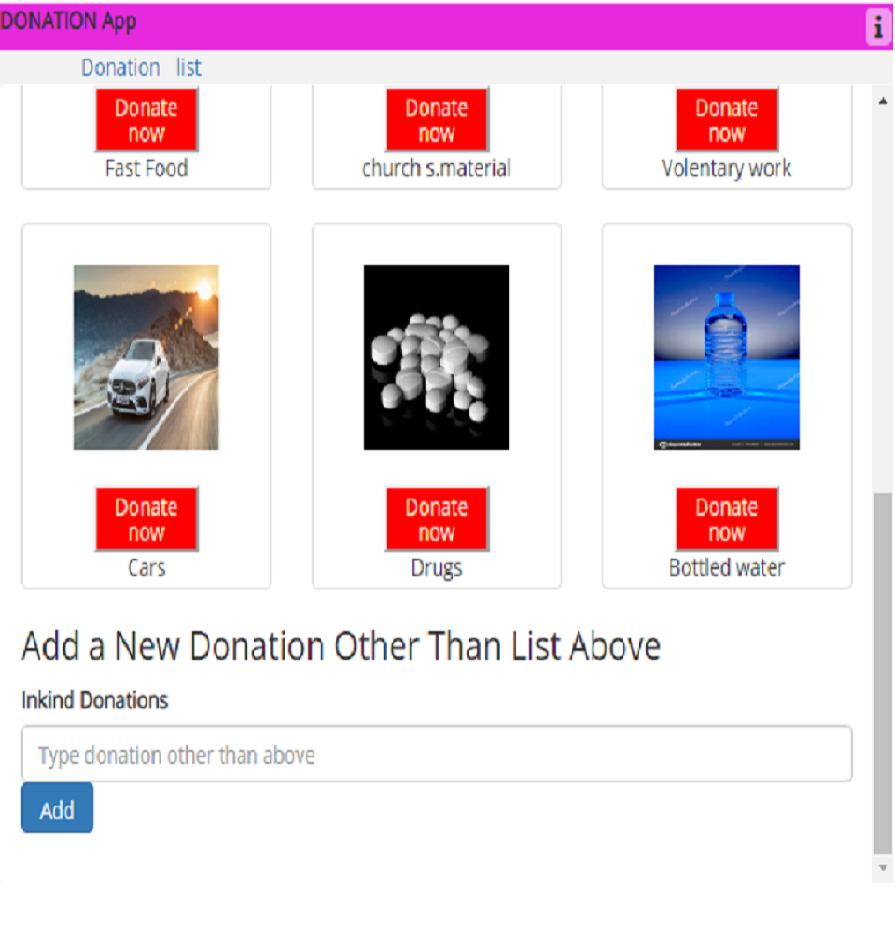 DONATION App
i
Donation list
Donate now
Donate now
Donate now
Fast Food
church s.material
Volentary work
Donate now
Donate now
Donate now
Cars
Drugs
Bottled water
Add a New Donation Other Than List Above
Inkind Donations
Type donation other than above
Add